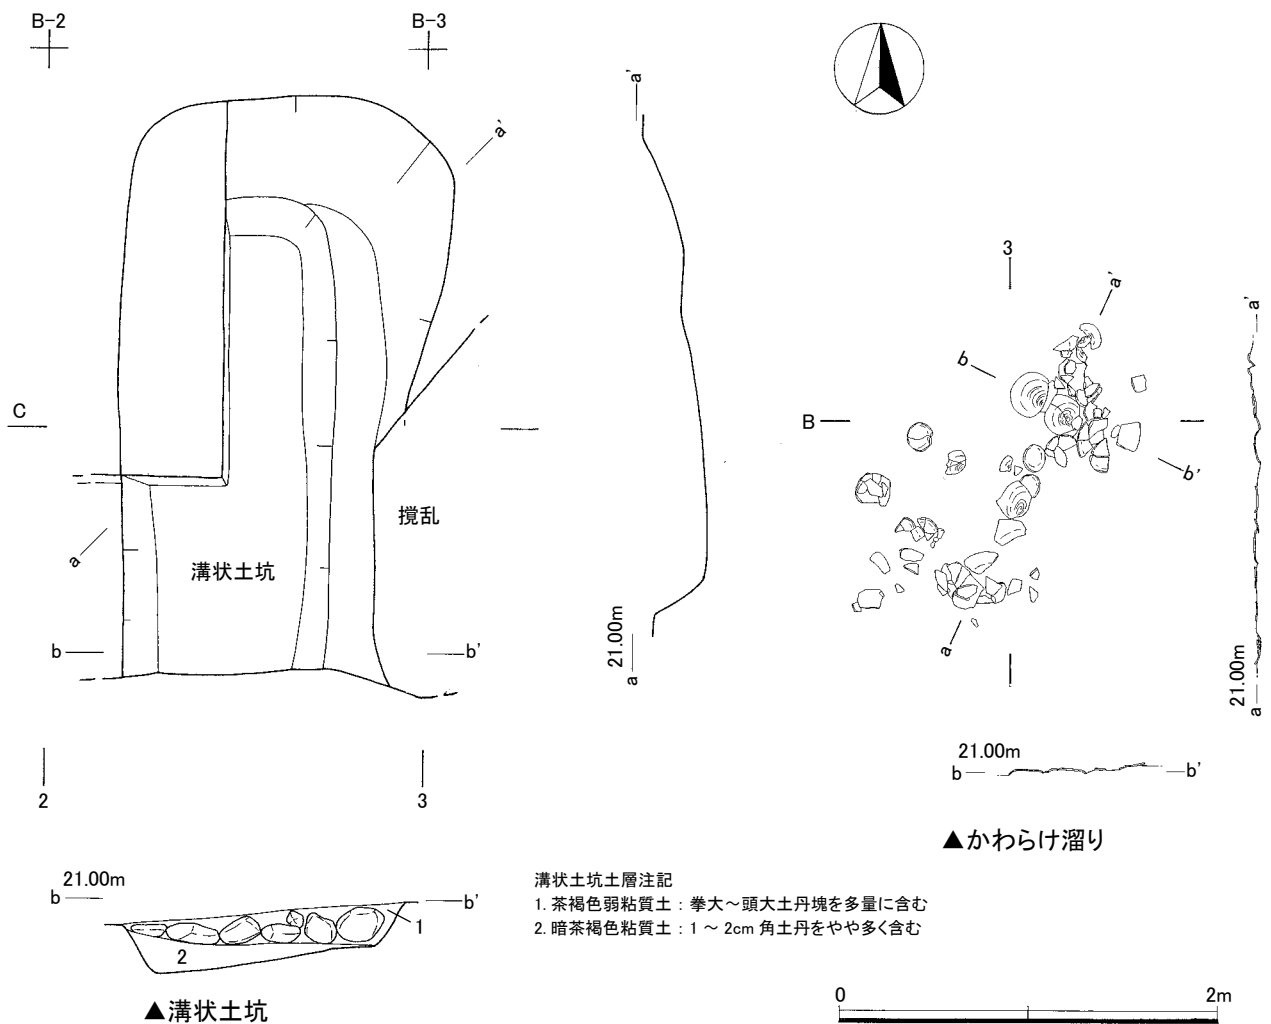 B-2
B-3
a'
a'
3
a'
a'
b
C
B
b'
撹乱
a
溝状土坑
b
b'
21.00m
a
a
21.00m
a
21.00m
b
b'
2
3
▲かわらけ溜り
21.00m
b
b'
1
2
溝状土坑土層注記
1. 茶褐色弱粘質土：拳大～頭大土丹塊を多量に含む
2. 暗茶褐色粘質土：1 ～ 2cm 角土丹をやや多く含む
▲溝状土坑
0
2m